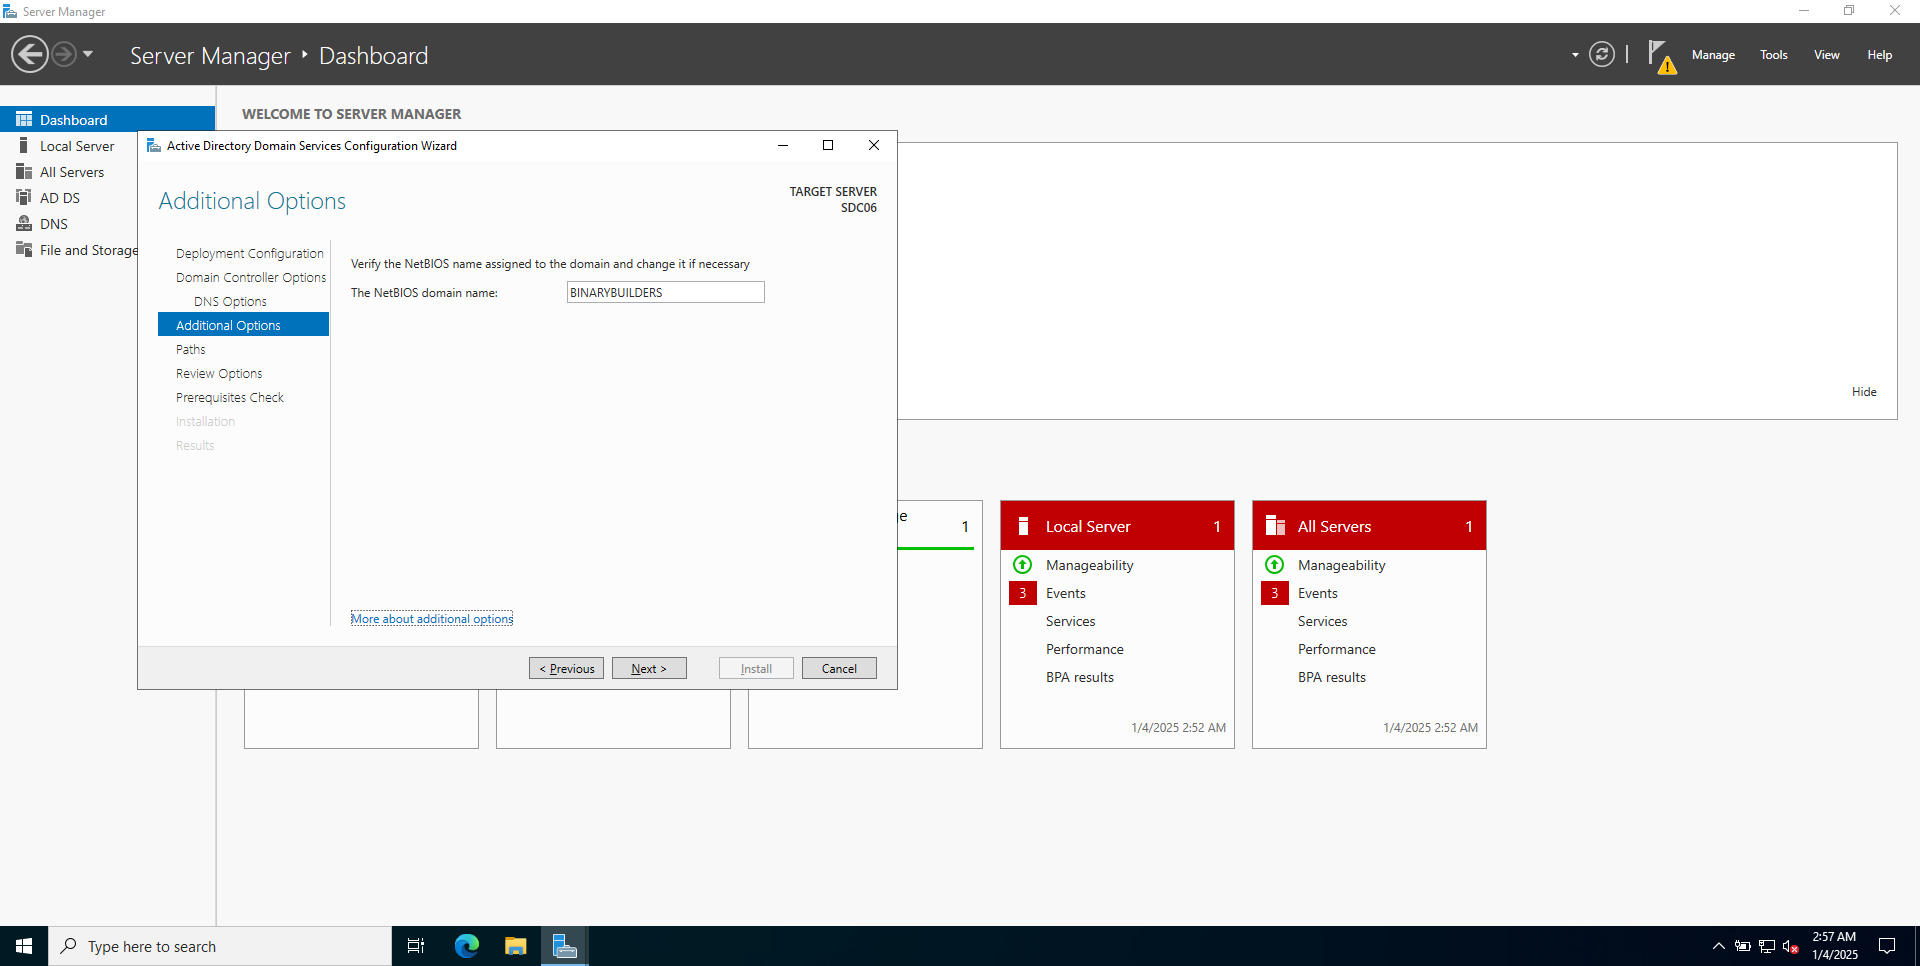 Server Manager
Server Manager ‣ Dashboard
Manage
Tools
View
Help
Dashboard
Local Server
All Servers
AD DS
DNS
File and Storage
WELCOME TO SERVER MANAGER
Hide
Active Directory Domain Services Configuration Wizard
Additional Options
TARGET SERVER
SDC06
Deployment Configuration
Domain Controller Options
DNS Options
Additional Options
Paths
Review Options
Prerequisites Check
Installation
Results
Verify the NetBIOS name assigned to the domain and change it if necessary
The NetBIOS domain name: BINARYBUILDERS
More about additional options
< Previous
Next >
Install
Cancel
1
Local Server 1
Manageability
3 Events
Services
Performance
BPA results
1/4/2025 2:52 AM
All Servers 1
Manageability
3 Events
Services
Performance
BPA results
1/4/2025 2:52 AM
Type here to search
2:57 AM
1/4/2025